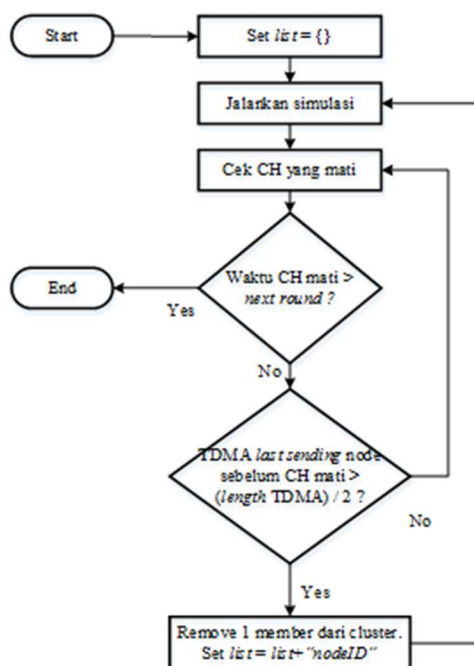 Start
Set list = {}
Jalankan simulasi
Cek CH yang mati
Waktu CH mati >
next round ?
End
Yes
No
TDMA last sending node
sebelum CH mati >
(length TDMA) / 2 ?
No
Yes
Remove 1 member dari cluster.
Set list = list+"nodeID"